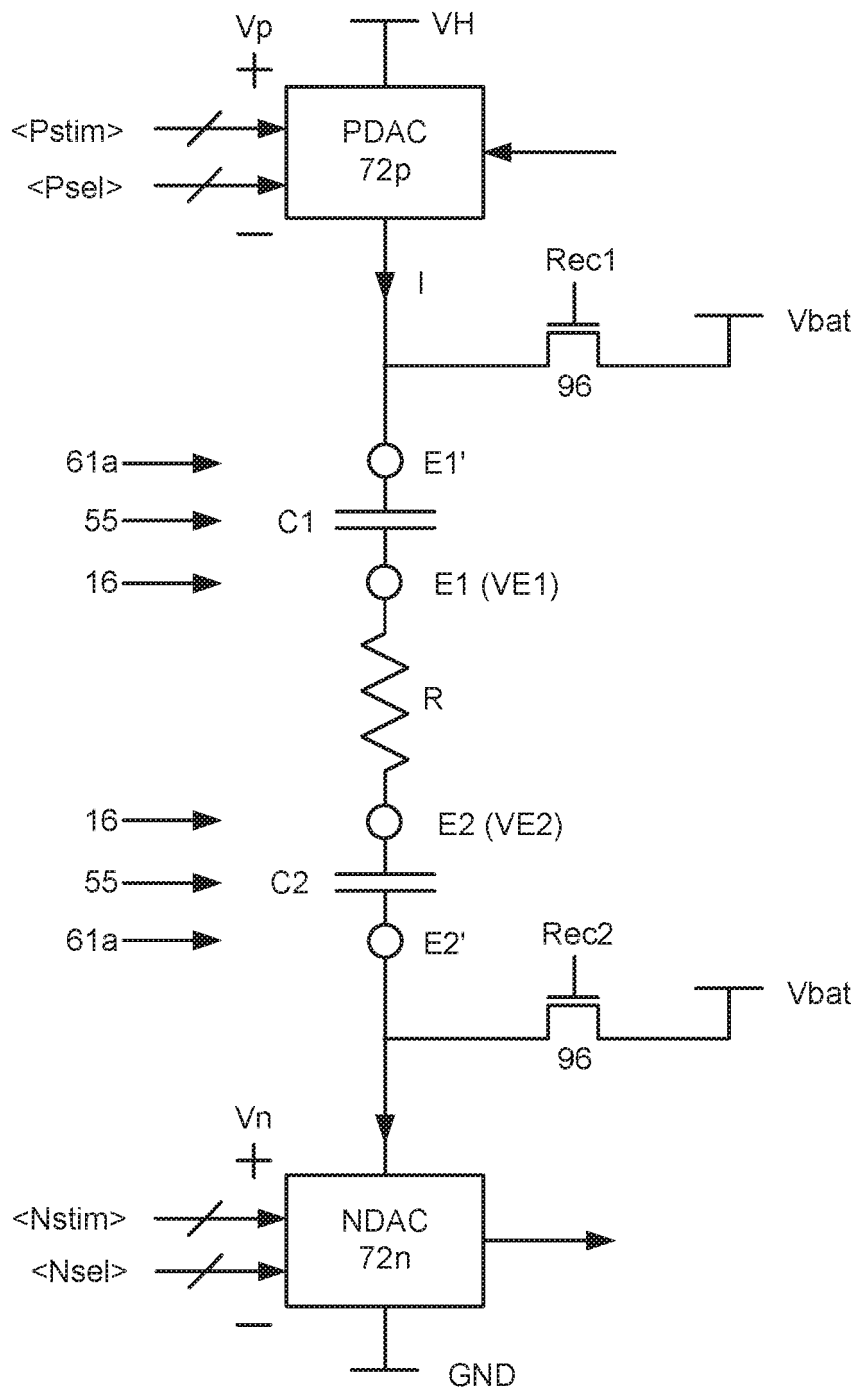 Vp
VH
+
<Pstim>
PDAC
72p
<Psel>
—
I
Rec1
Vbat
96
61a
E1'
55
C1
16
E1 (VE1)
R
16
E2 (VE2)
55
C2
61a
E2'
Rec2
Vbat
96
Vn
+
<Nstim>
NDAC
72n
<Nsel>
—
GND